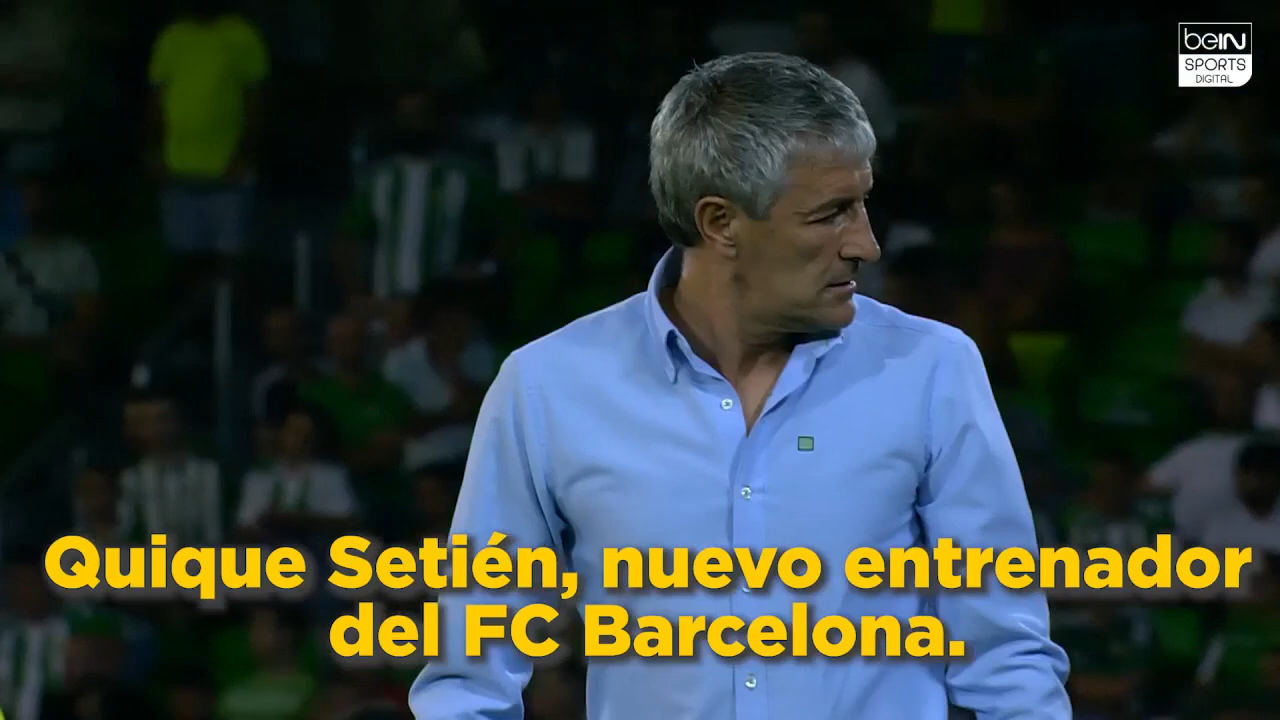 beIN
SPORTS
DIGITAL
Quique Setién, nuevo entrenador
del FC Barcelona.